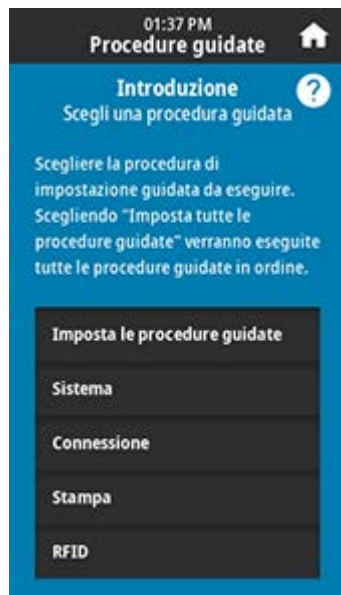 01:37 PM
Procedure guidate
Introduzione
Scegli una procedura guidata
?
Scegliere la procedura di
impostazione guidata da eseguire.
Scegliendo "Imposta tutte le
procedure guidate" verranno eseguite
tutte le procedure guidate in ordine.
Imposta le procedure guidate
Sistema
Connessione
Stampa
RFID